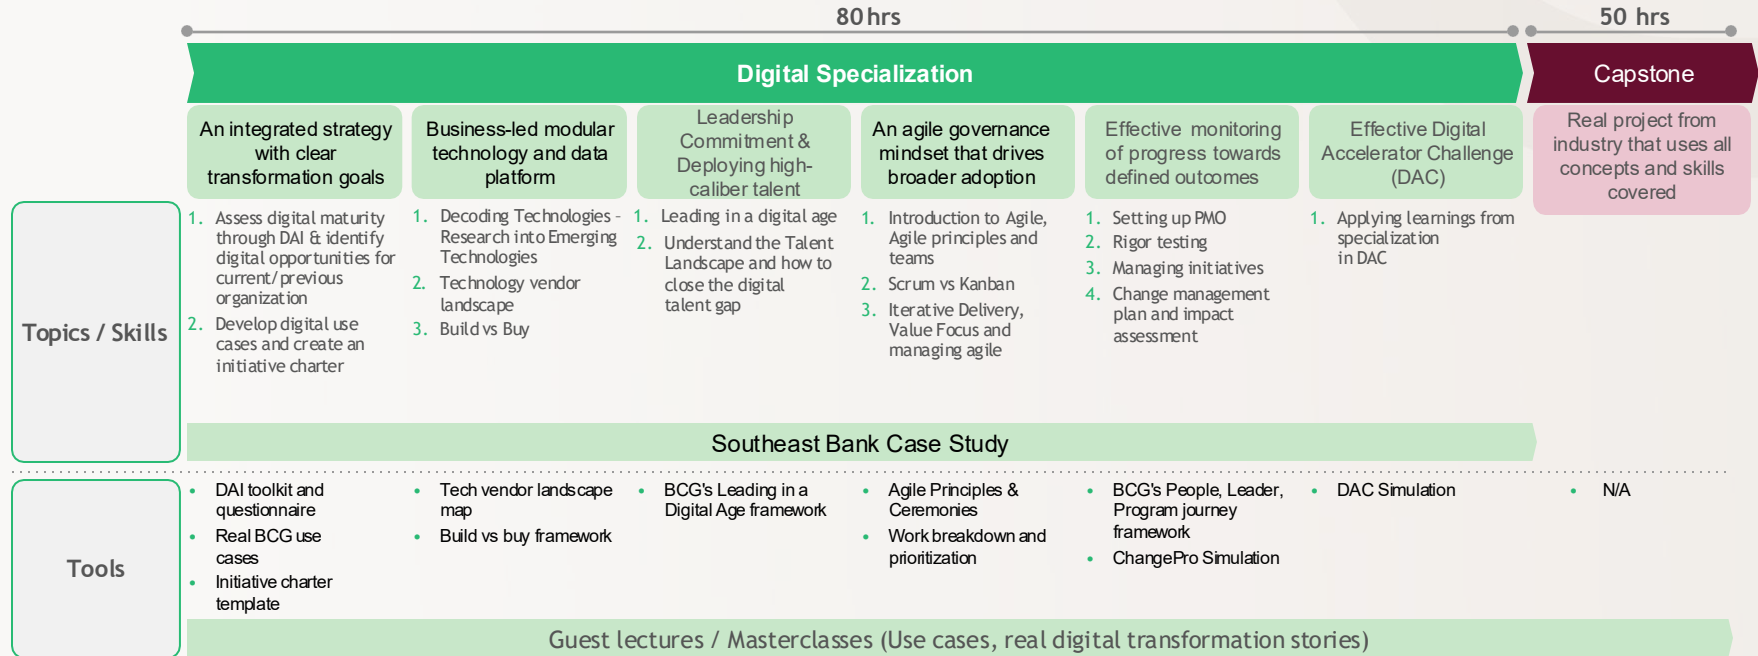 80 hrs
50 hrs
Digital Specialization
Capstone
An integrated strategy
with clear
transformation goals
Business-led modular
technology and data
platform
Leadership
Commitment &
Deploying high-
caliber talent
An agile governance
mindset that drives
broader adoption
Effective monitoring
of progress towards
defined outcomes
Effective Digital
Accelerator Challenge
(DAC)
Real project from
industry that uses all
concepts and skills
covered
Topics / Skills
1. Assess digital maturity
through DAI & identify
digital opportunities for
current/previous
organization
2. Develop digital use
cases and create an
initiative charter
1. Decoding Technologies –
Research into Emerging
Technologies
2. Technology vendor
landscape
3. Build vs Buy
1. Leading in a digital age
2. Understand the Talent
Landscape and how to
close the digital
talent gap
1. Introduction to Agile,
Agile principles and
teams
2. Scrum vs Kanban
3. Iterative Delivery,
Value Focus and
managing agile
1. Setting up PMO
2. Rigor testing
3. Managing initiatives
4. Change management
plan and impact
assessment
1. Applying learnings from
specialization
in DAC
Southeast Bank Case Study
Tools
• DAI toolkit and
questionnaire
• Real BCG use
cases
• Initiative charter
template
• Tech vendor landscape
map
• Build vs buy framework
• BCG's Leading in a
Digital Age framework
• Agile Principles &
Ceremonies
• Work breakdown and
prioritization
• BCG's People, Leader,
Program journey
framework
• ChangePro Simulation
• DAC Simulation
• N/A
Guest lectures / Masterclasses (Use cases, real digital transformation stories)